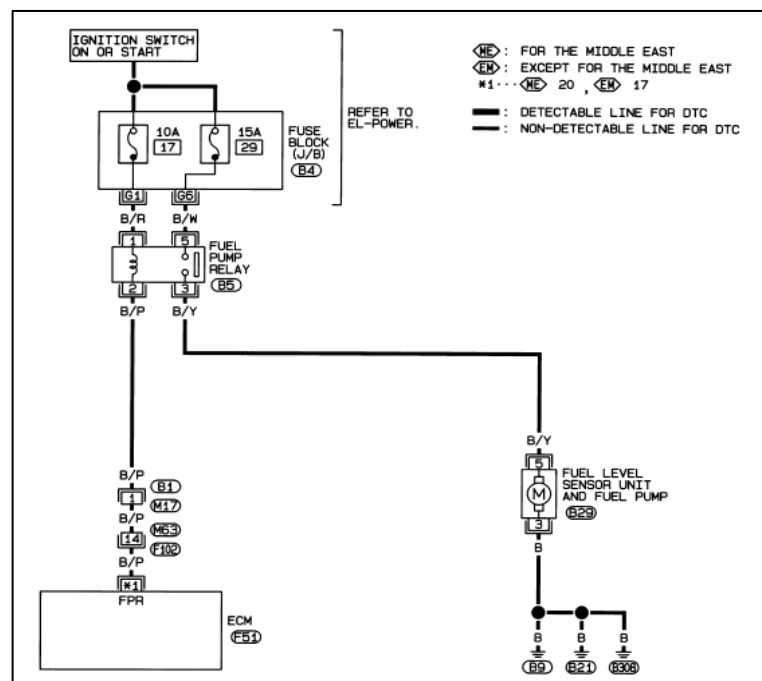 IGNITION SWITCH
ON OR START
10A
17
15A
29
FUSE
BLOCK
(J/B)
B4
REFER TO
EL-POWER.
ME : FOR THE MIDDLE EAST
EM : EXCEPT FOR THE MIDDLE EAST
*1··· ME 20 , EM 17
: DETECTABLE LINE FOR DTC
: NON-DETECTABLE LINE FOR DTC
G1
G6
B/R
B/W
1
5
FUEL
PUMP
RELAY
B5
2
3
B/P
B/Y
B/P
1
B1
M17
B/P
14
M63
F102
B/P
*1
FPR
ECM
F51
B/Y
5
M
FUEL LEVEL
SENSOR UNIT
AND FUEL PUMP
B29
3
B
B
B
B
B9
B21
B306